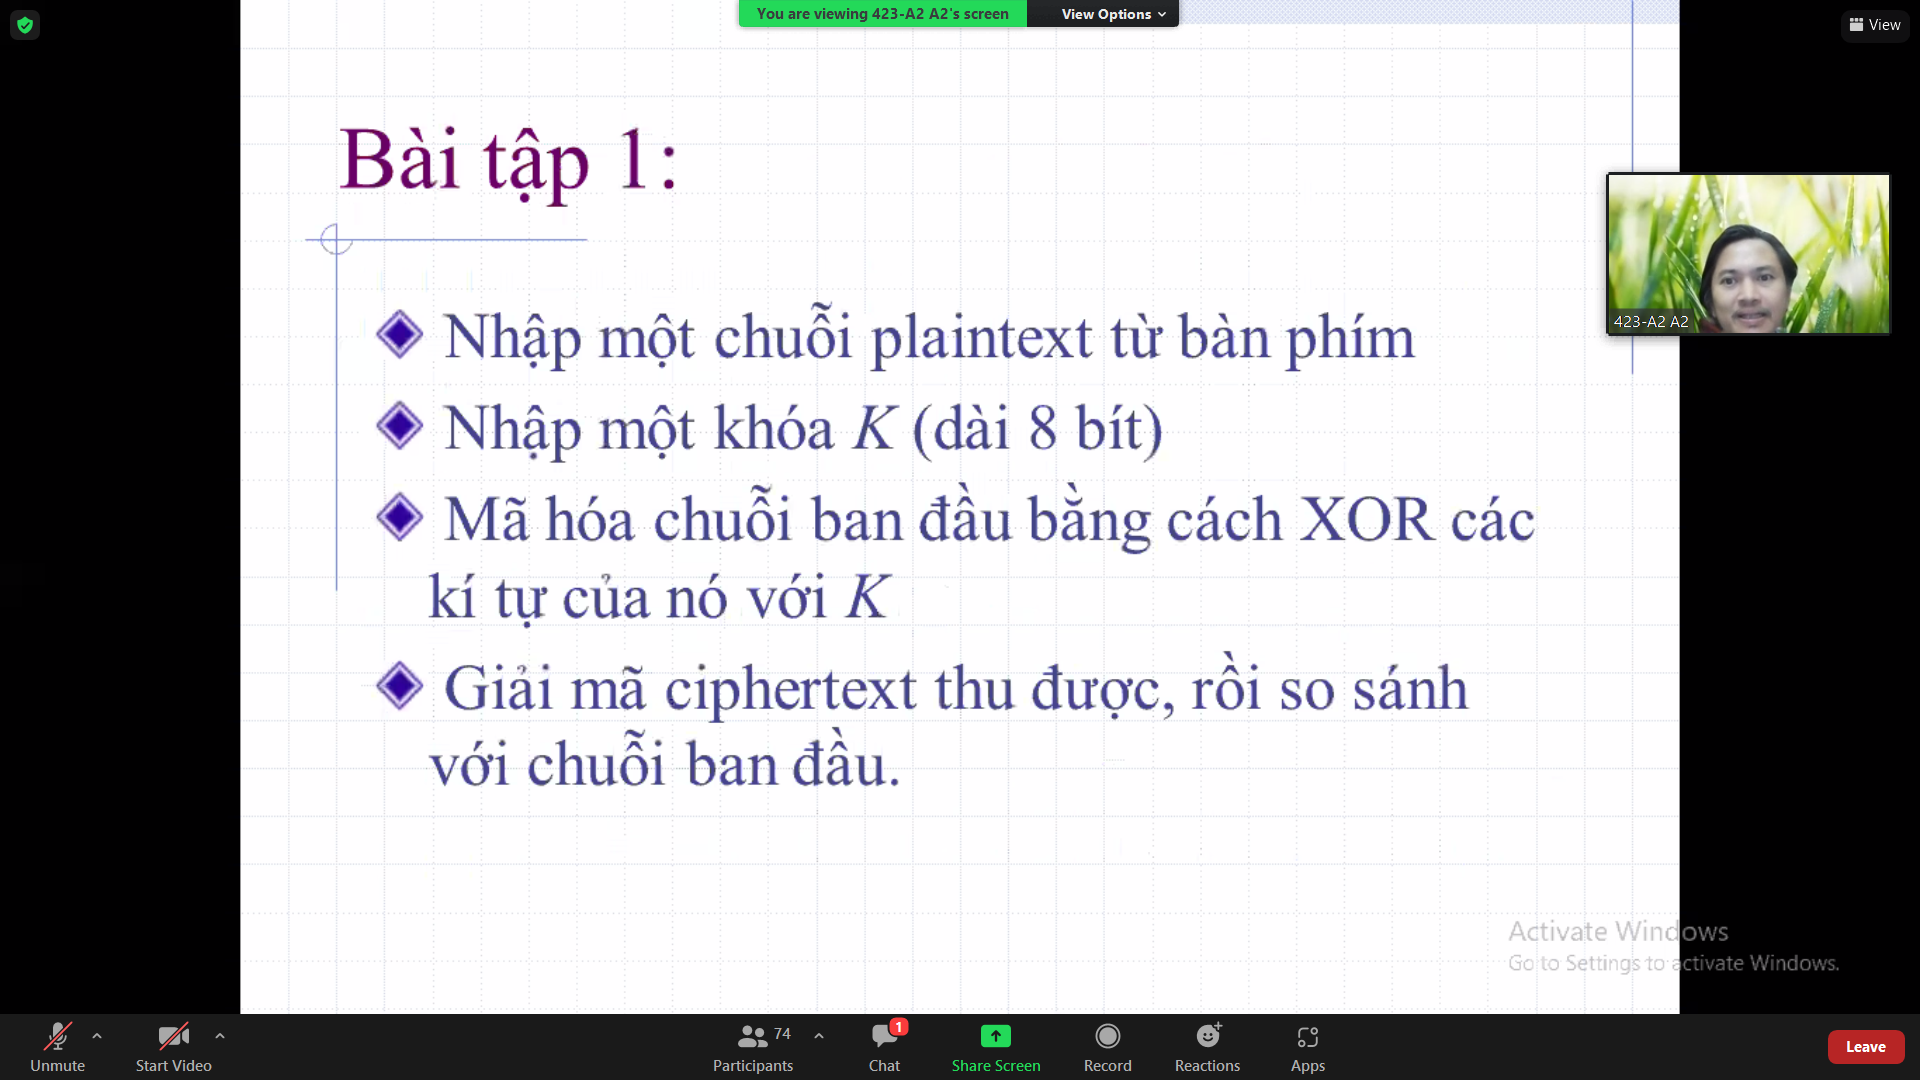 You are viewing 423-A2 A2's screen
View Options
View
Bài tập 1:
Nhập một chuỗi plaintext từ bàn phím
Nhập một khóa K (dài 8 bít)
Mã hóa chuỗi ban đầu bằng cách XOR các
kí tự của nó với K
Giải mã ciphertext thu được, rồi so sánh
với chuỗi ban đầu.
423-A2 A2
Activate Windows
Go to Settings to activate Windows.
Unmute
Start Video
74
Participants
1
Chat
Share Screen
Record
Reactions
Apps
Leave